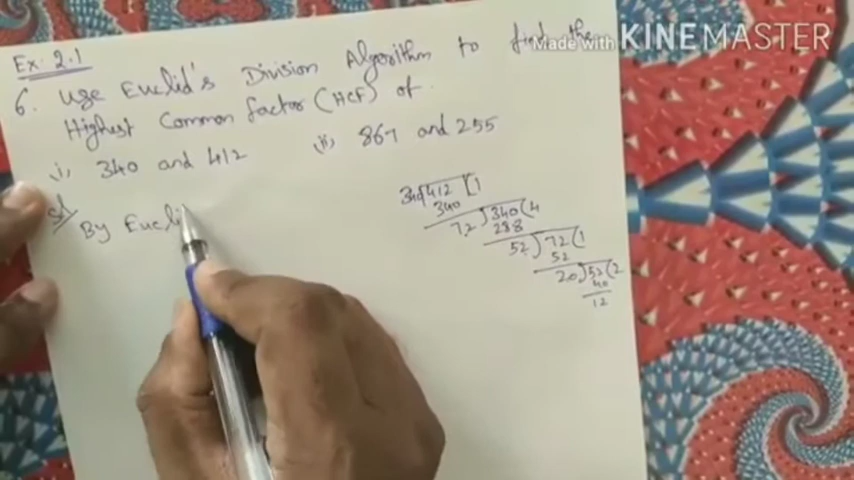 Made with KINEMASTER
Ex: 2.1
6. Use Euclid's Division Algorithm to find the
Highest Common factor (HCF) of
i, 340 and 412 ii, 867 and 255
Sol
By Eucli
340)412(1
340
72)340(4
288
52)72(1
52
20)52(2
40
12